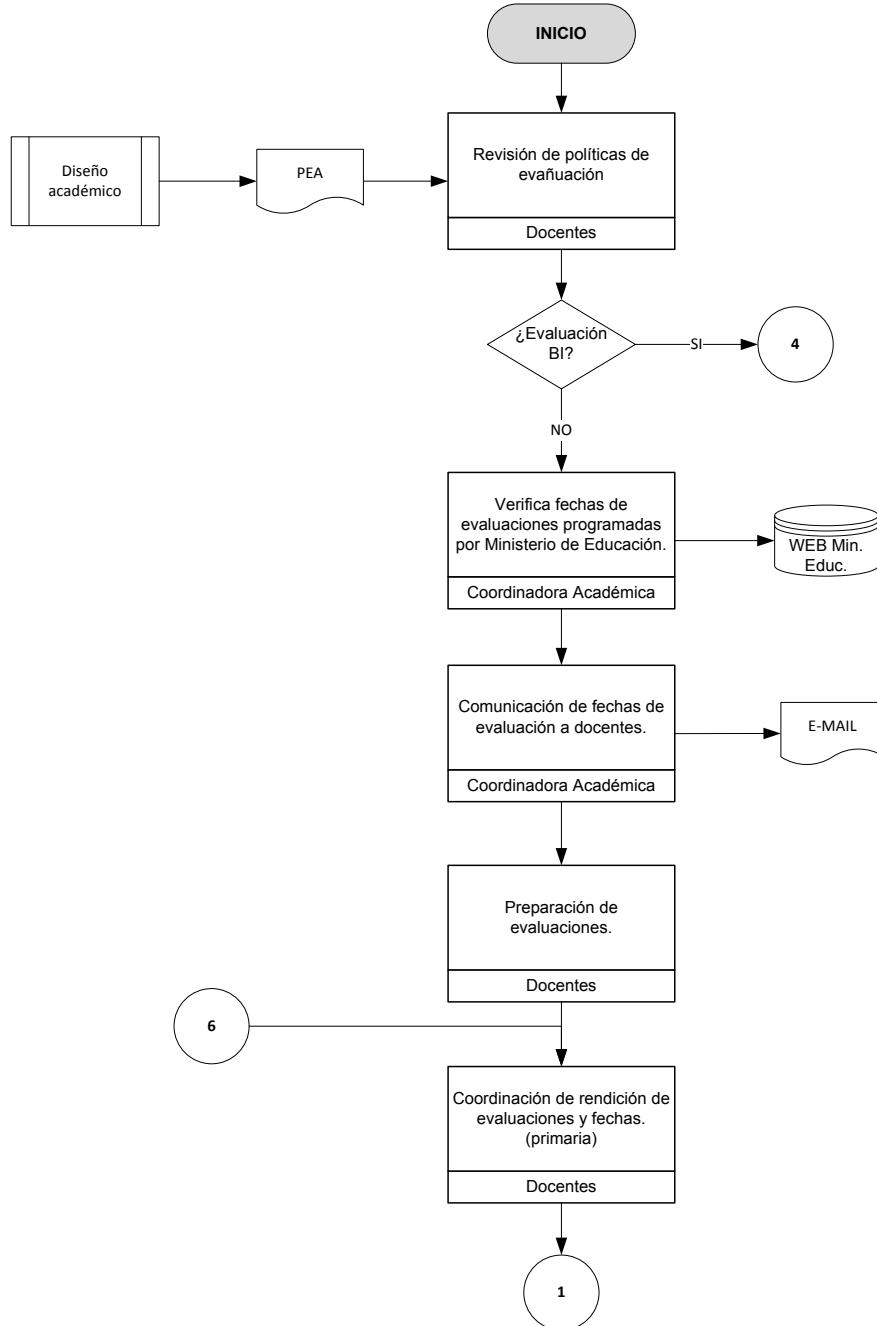 INICIO
Diseño
académico
PEA
Revisión de políticas de
evañuación
Docentes
¿Evaluación
BI?
SI
4
NO
Verifica fechas de
evaluaciones programadas
por Ministerio de Educación.
Coordinadora Académica
WEB Min.
Educ.
Comunicación de fechas de
evaluación a docentes.
Coordinadora Académica
E-MAIL
Preparación de
evaluaciones.
Docentes
6
Coordinación de rendición de
evaluaciones y fechas.
(primaria)
Docentes
1